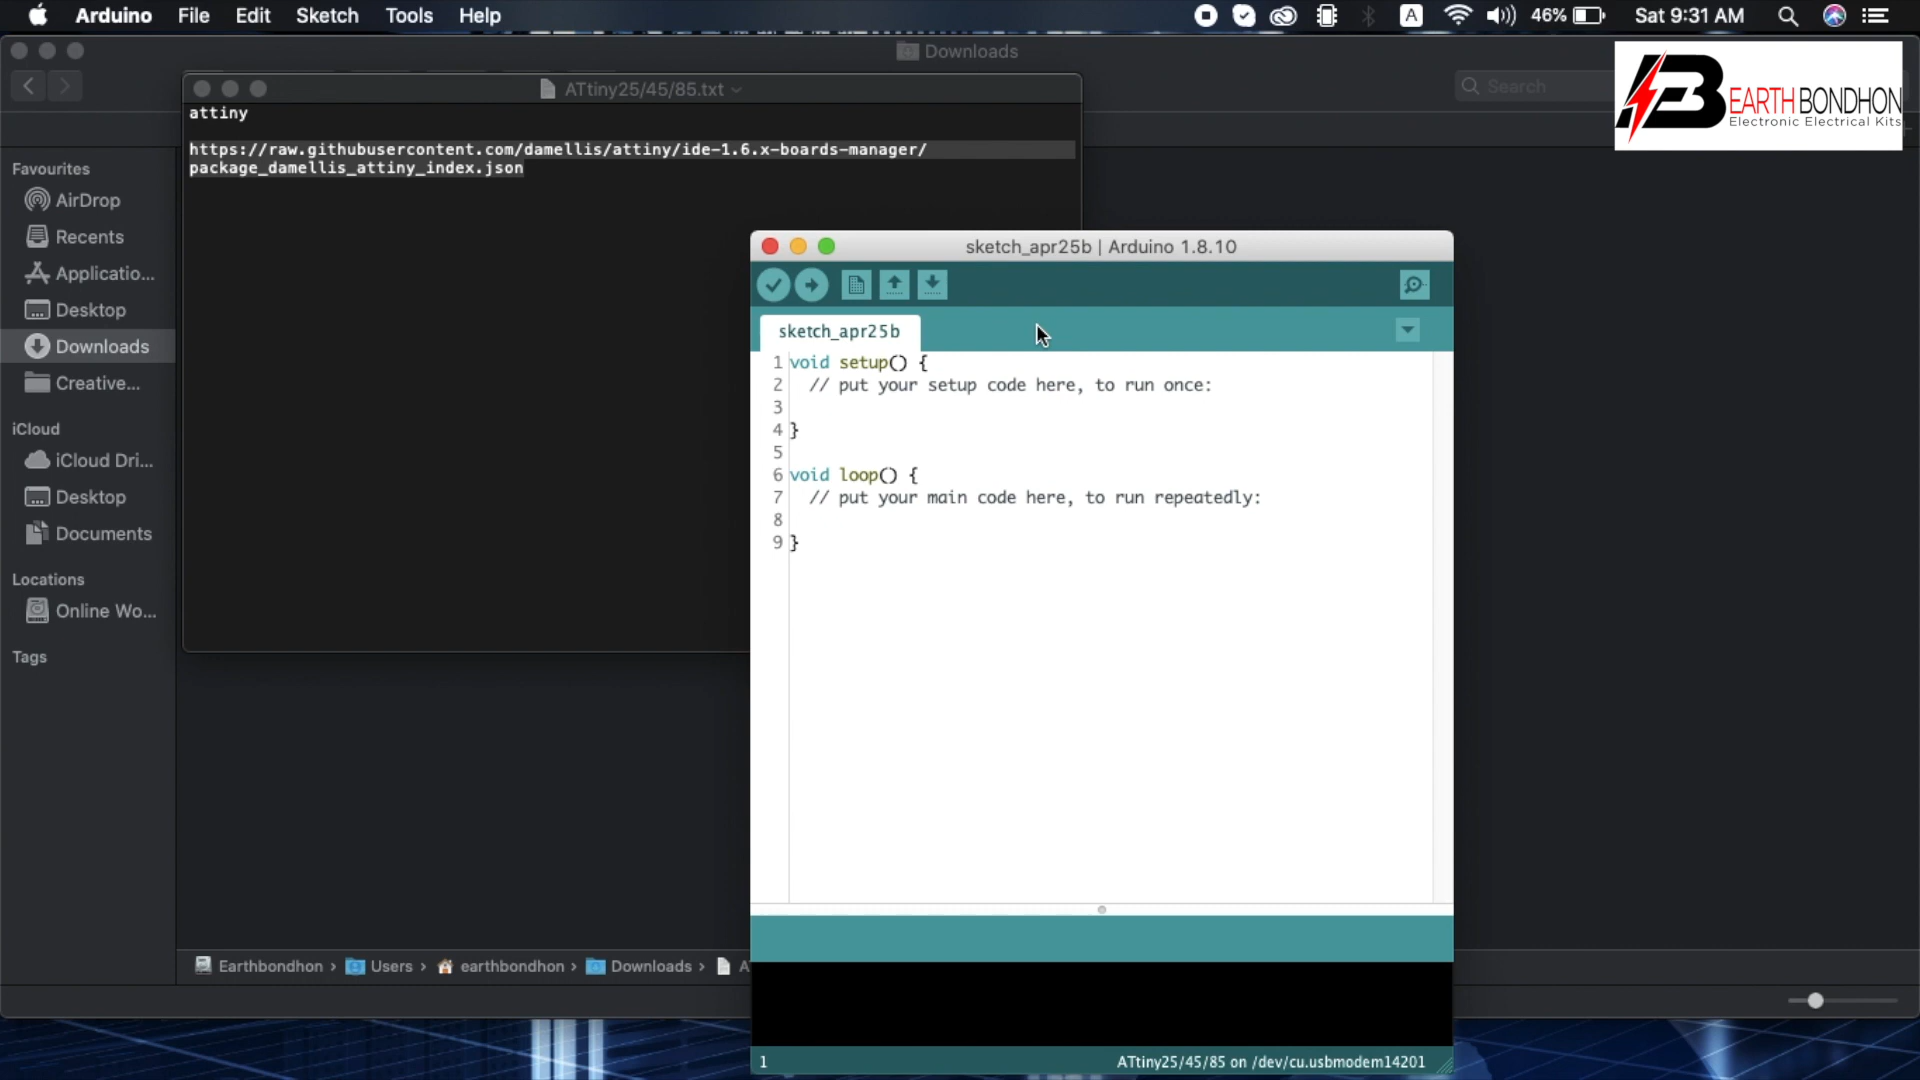 Arduino File Edit Sketch Tools Help
A 46% Sat 9:31 AM
Downloads
Search
EARTH BONDHON
Electronic Electrical Kits
ATtiny25/45/85.txt
attiny
https://raw.githubusercontent.com/damellis/attiny/ide-1.6.x-boards-manager/
package_damellis_attiny_index.json
Favourites
AirDrop
Recents
Applicatio...
Desktop
Downloads
Creative...
iCloud
iCloud Dri...
Desktop
Documents
Locations
Online Wo...
Tags
sketch_apr25b | Arduino 1.8.10
sketch_apr25b
1 void setup() {
2 // put your setup code here, to run once:
3
4 }
5
6 void loop() {
7 // put your main code here, to run repeatedly:
8
9 }
Earthbondhon › Users › earthbondhon › Downloads › A
1 ATtiny25/45/85 on /dev/cu.usbmodem14201